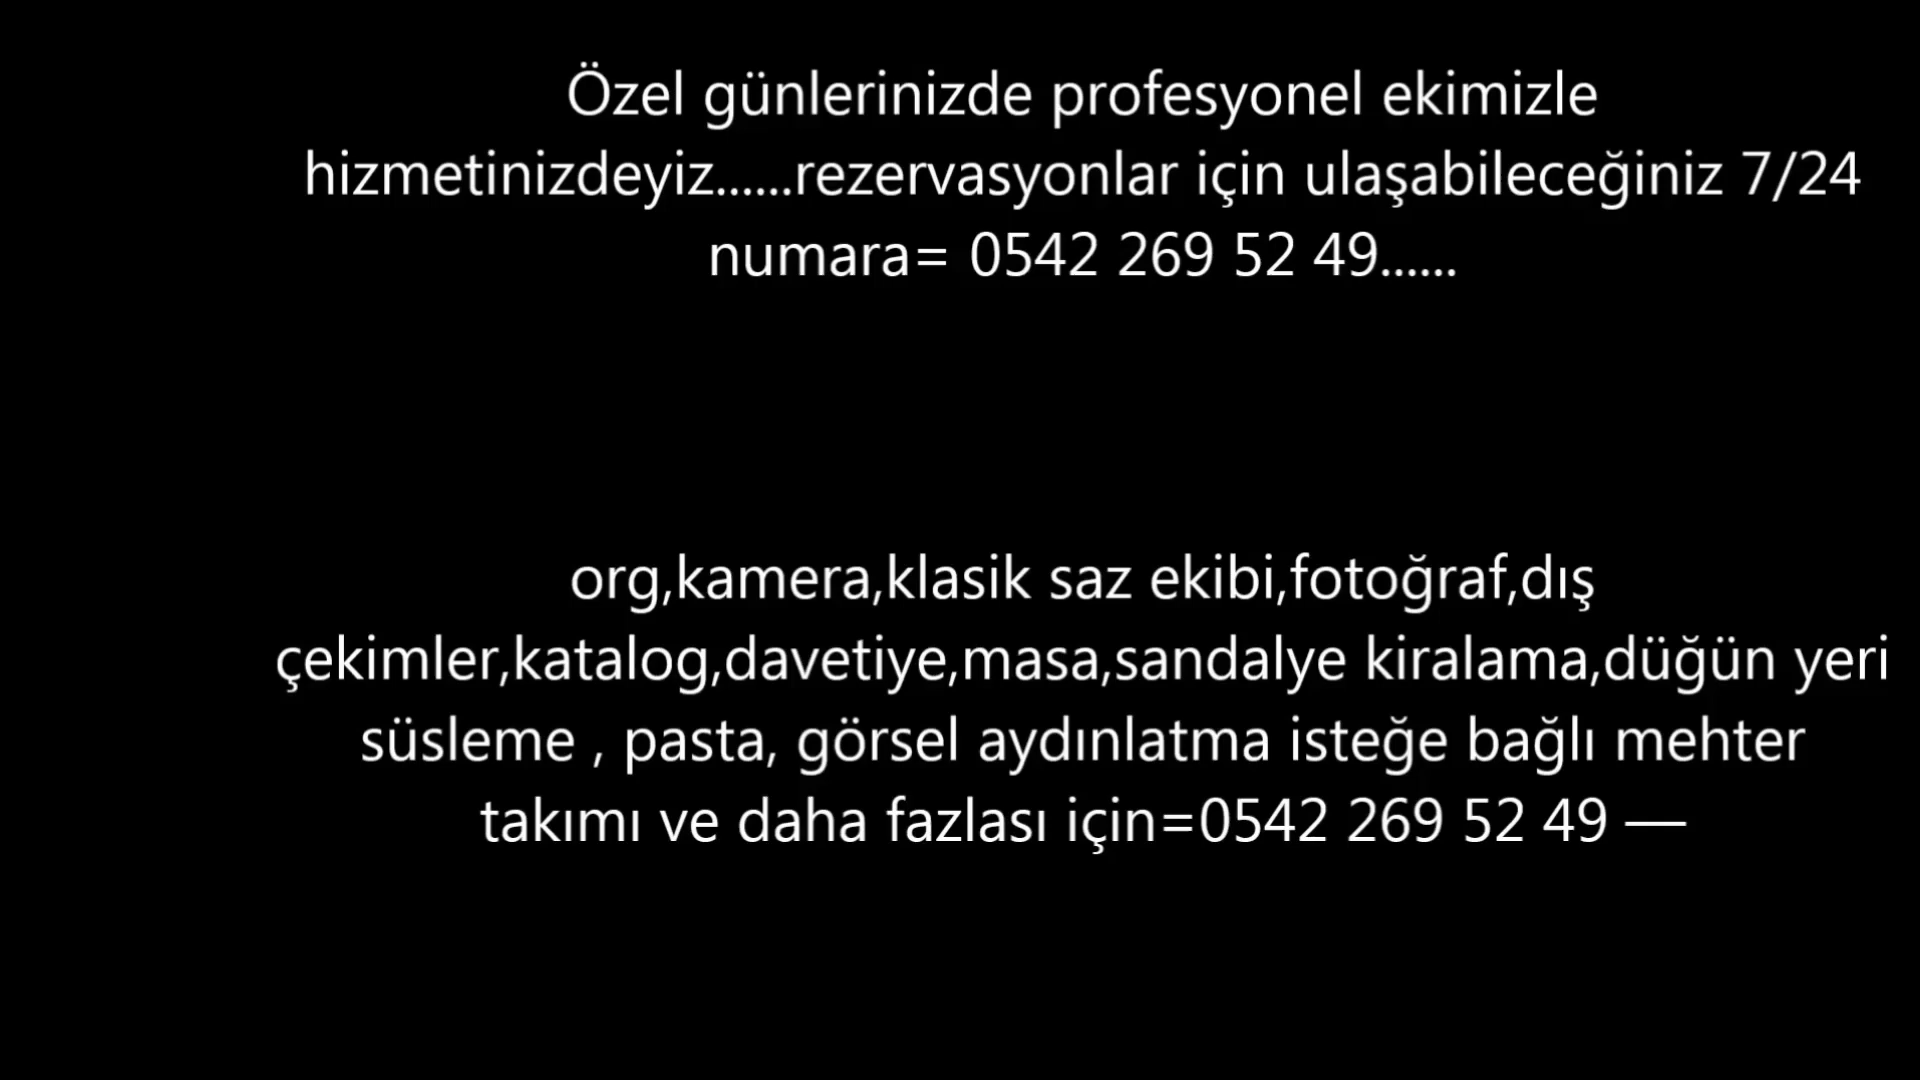 Özel günlerinizde profesyonel ekimizle
hizmetinizdeyiz......rezervasyonlar için ulaşabileceğiniz 7/24
numara= 0542 269 52 49......
org,kamera,klasik saz ekibi,fotoğraf,dış
çekimler,katalog,davetiye,masa,sandalye kiralama,düğün yeri
süsleme , pasta, görsel aydınlatma isteğe bağlı mehter
takımı ve daha fazlası için=0542 269 52 49 —